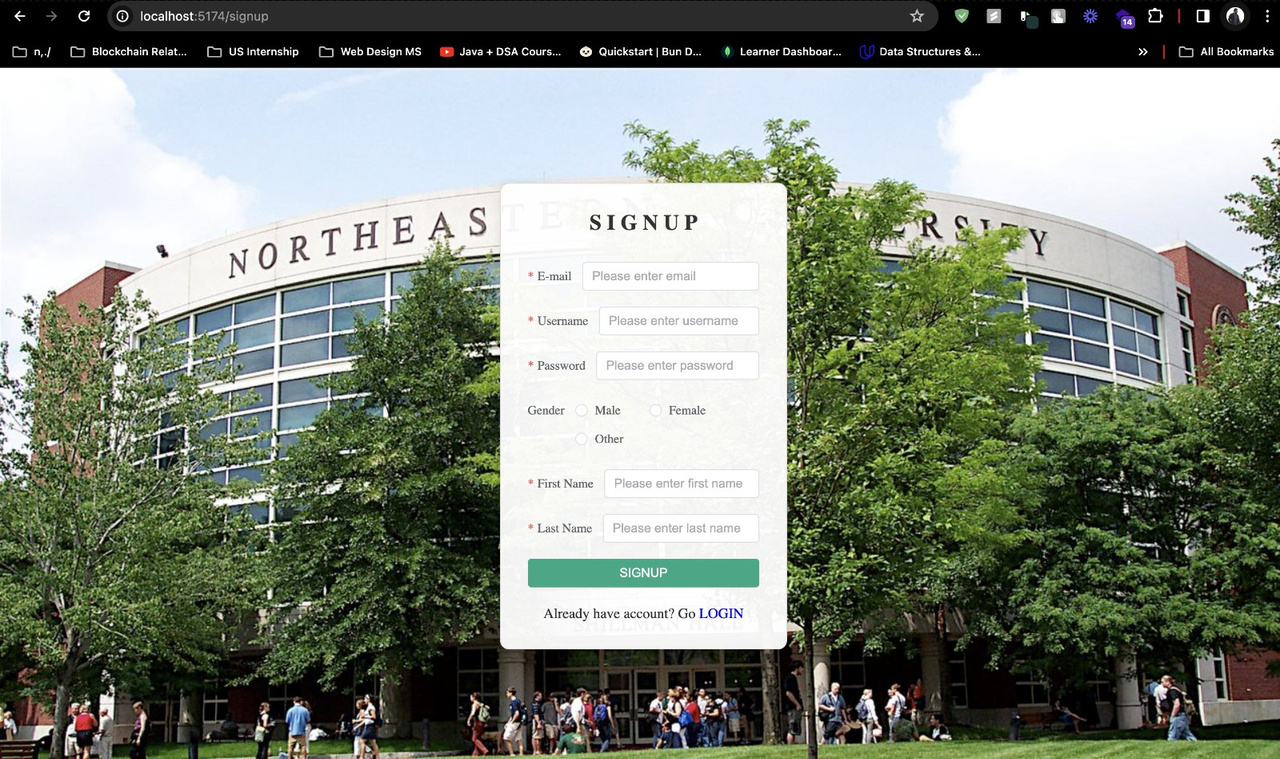 localhost:5174/signup
14
n,./ Blockchain Relat... US Internship Web Design MS Java + DSA Cours... Quickstart | Bun D... Learner Dashboar... Data Structures &... » All Bookmarks
NORTHEASTERN UNIVERSITY
SIGNUP
* E-mail Please enter email
* Username Please enter username
* Password Please enter password
Gender Male Female
Other
* First Name Please enter first name
* Last Name Please enter last name
SIGNUP
Already have account? Go LOGIN